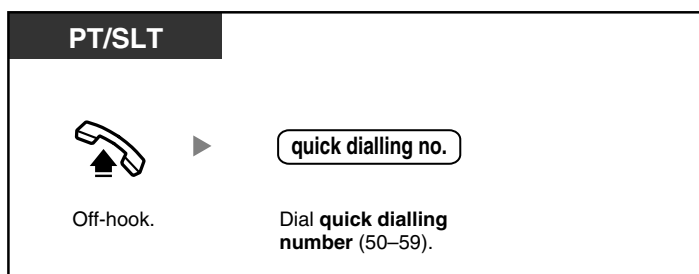 PT/SLT
quick dialling no.
Off-hook.
Dial quick dialling
number (50–59).